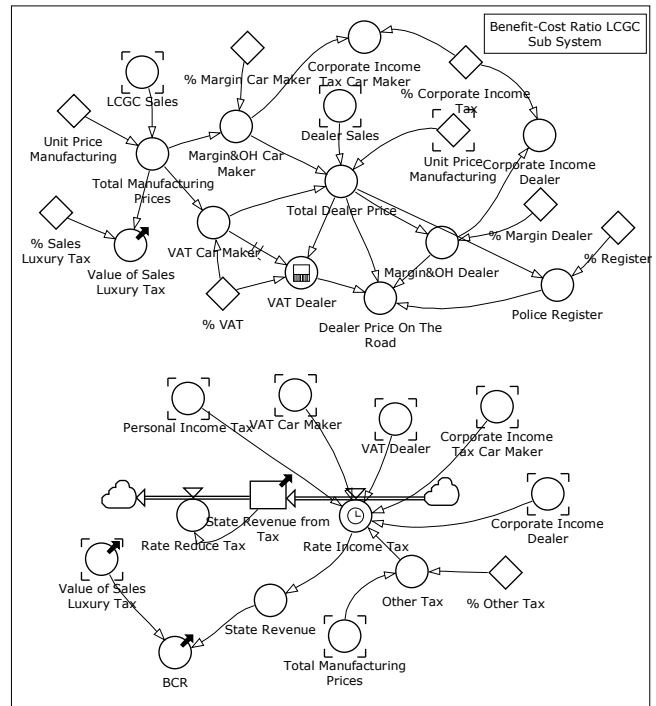 Benefit-Cost Ratio LCGC
Sub System
LCGC Sales
% Margin Car Maker
Corporate Income
Tax Car Maker
% Corporate Income
Tax
Unit Price
Manufacturing
Dealer Sales
Total Manufacturing
Prices
Margin&OH Car
Maker
Unit Price
Manufacturing
Corporate Income
Dealer
Total Dealer Price
% Sales
Luxury Tax
Value of Sales
Luxury Tax
VAT Car Maker
% Margin Dealer
Margin&OH Dealer
% Register
% VAT
VAT Dealer
Dealer Price On The
Road
Police Register
Personal Income Tax
VAT Car Maker
VAT Dealer
Corporate Income
Tax Car Maker
Rate Reduce Tax
State Revenue from
Tax
Rate Income Tax
Corporate Income
Dealer
Value of Sales
Luxury Tax
State Revenue
Other Tax
% Other Tax
Total Manufacturing
Prices
BCR